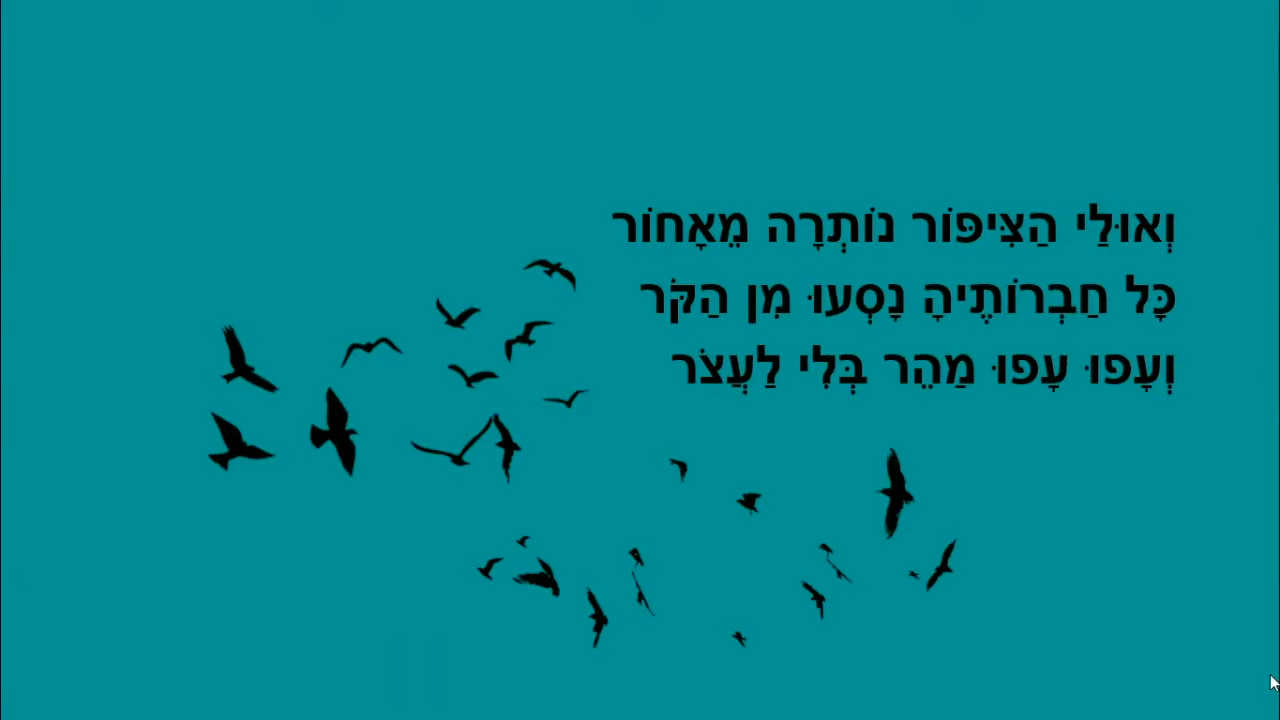 וְאוּלַי הַצִּיפּוֹר נוֹתְרָה מֵאָחוֹר
כָּל חַבְרוֹתֶיהָ נָסְעוּ מִן הַקֹּר
וְעָפוּ עָפוּ מַהֵר בְּלִי לַעֲצֹר